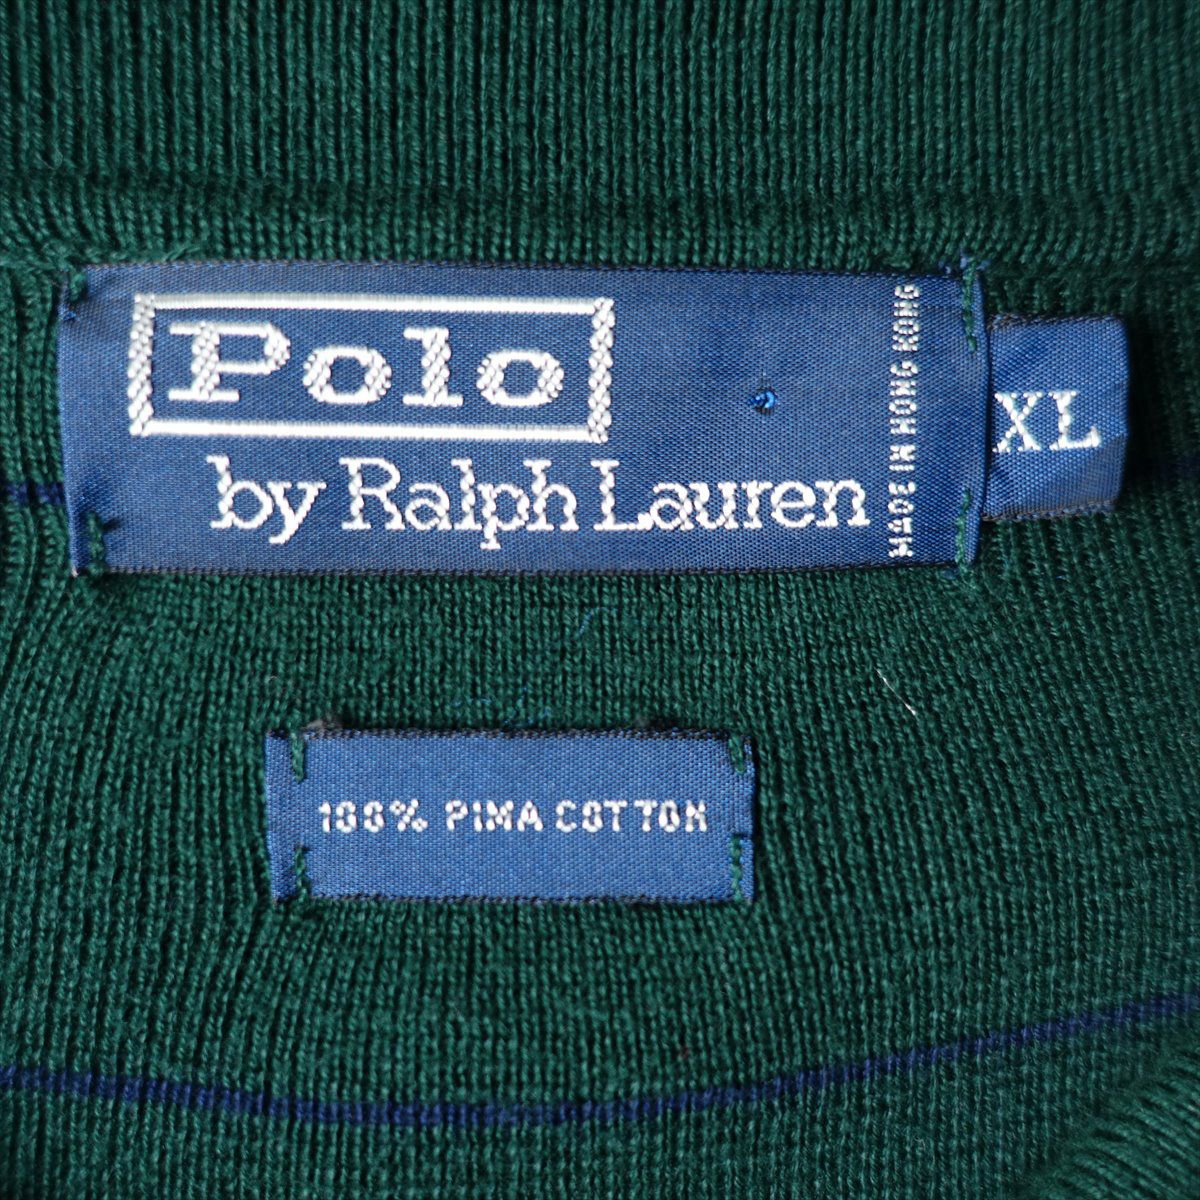 Polo
by Ralph Lauren
MADE IN HONG KONG
XL
100% PIMA COTTON